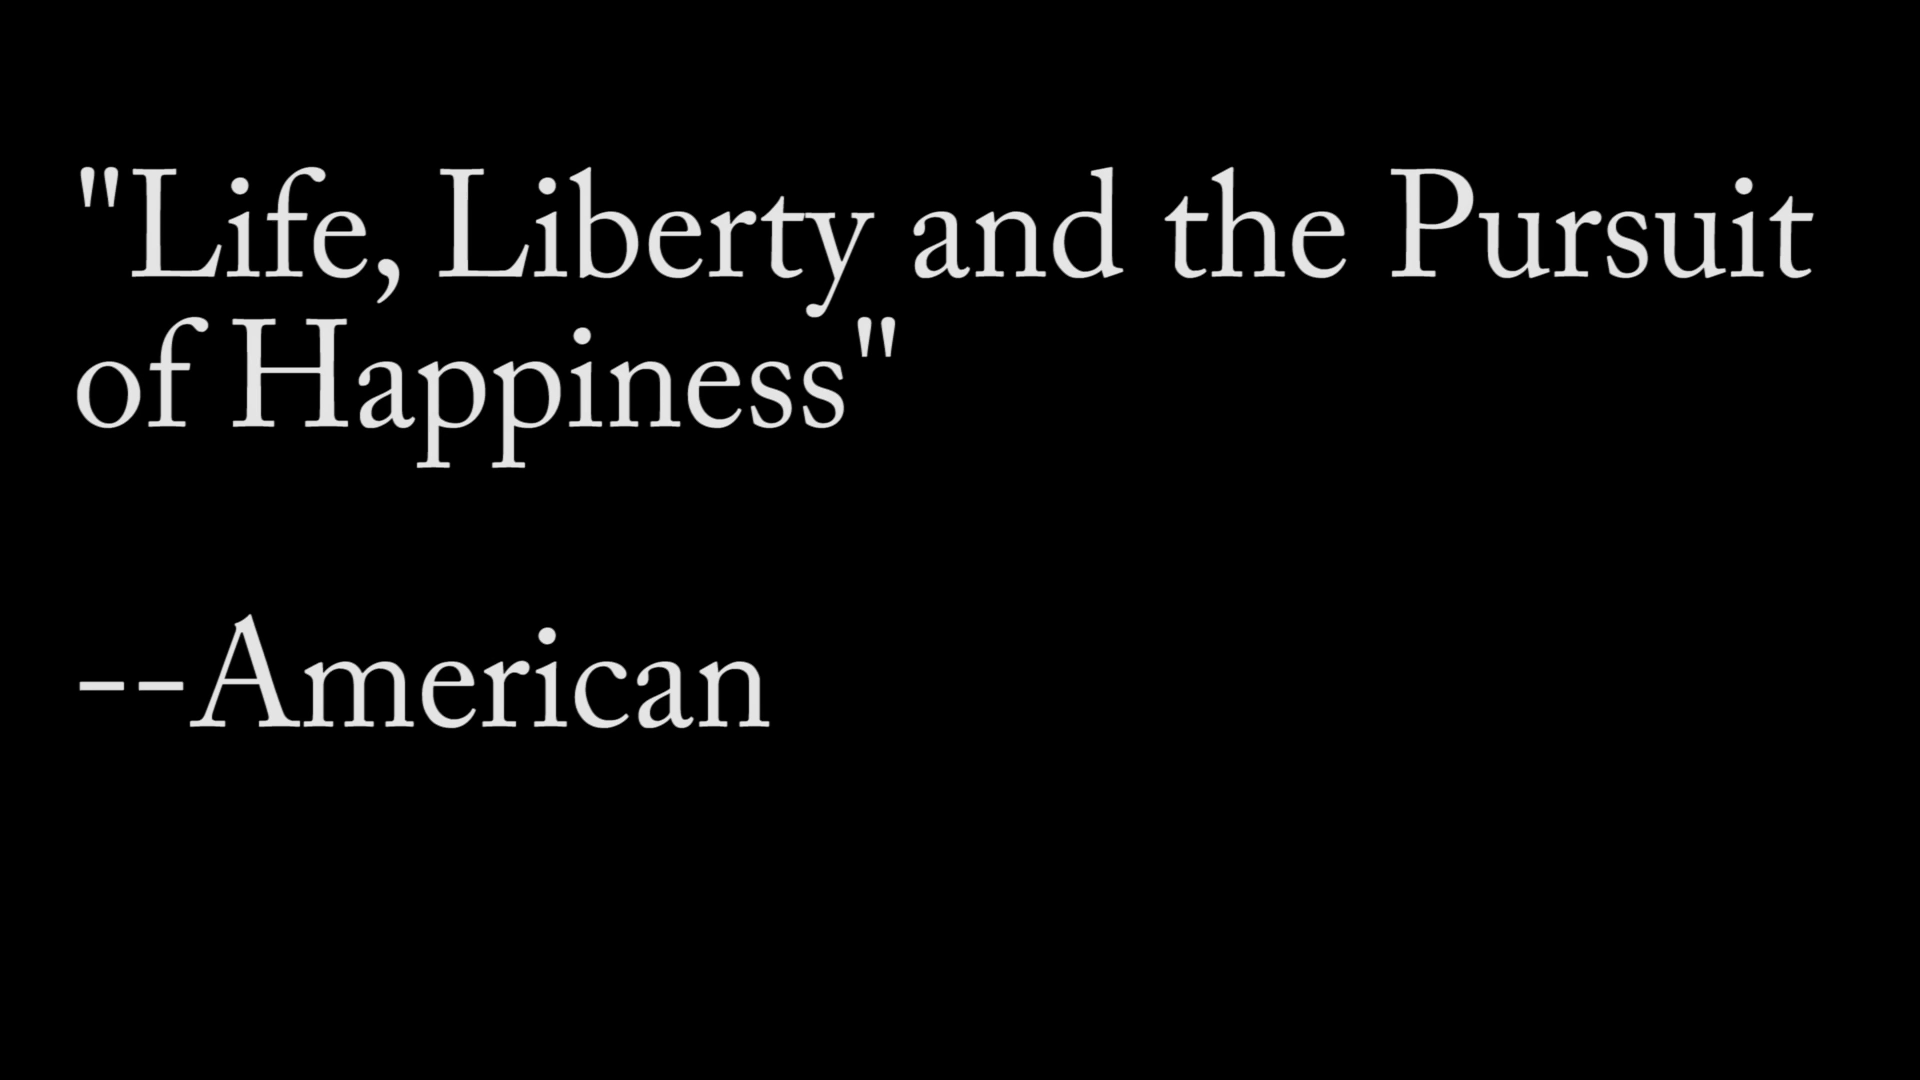 "Life, Liberty and the Pursuit
of Happiness"
--American